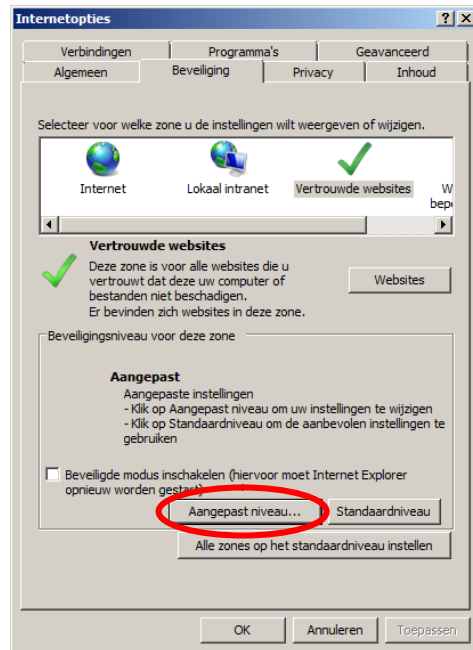 Internetopties
Verbindingen Programma's Geavanceerd
Algemeen Beveiliging Privacy Inhoud
Selecteer voor welke zone u de instellingen wilt weergeven of wijzigen.
Internet Lokaal intranet Vertrouwde websites W
bepe
Vertrouwde websites
Deze zone is voor alle websites die u
vertrouwt dat deze uw computer of
bestanden niet beschadigen.
Er bevinden zich websites in deze zone.
Websites
Beveiligingsniveau voor deze zone
Aangepast
Aangepaste instellingen
- Klik op Aangepast niveau om uw instellingen te wijzigen
- Klik op Standaardniveau om de aanbevolen instellingen te
gebruiken
Beveiligde modus inschakelen (hiervoor moet Internet Explorer
opnieuw worden gestart)
Aangepast niveau... Standaardniveau
Alle zones op het standaardniveau instellen
OK Annuleren Toepassen